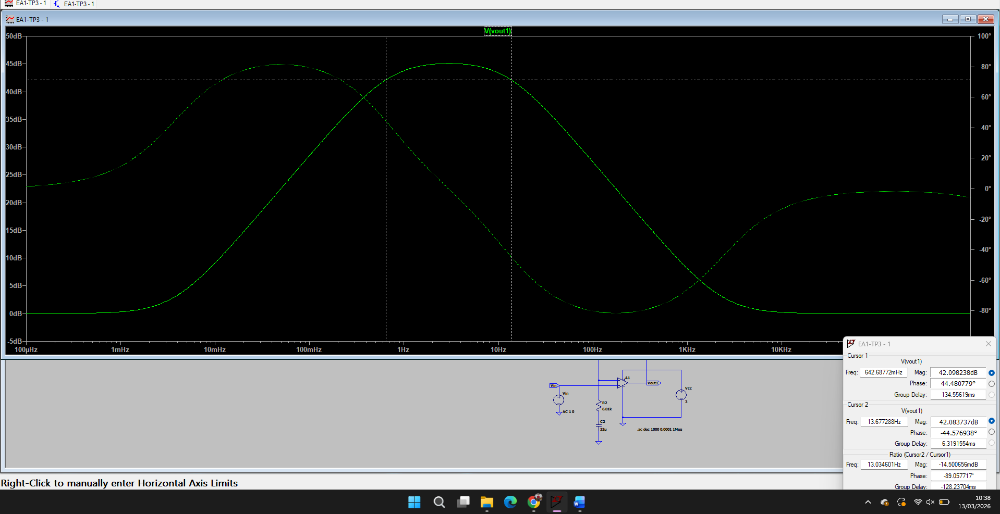 EA1-TP3 - 1 EA1-TP3 - 1
EA1-TP3 - 1
V(vout1)
50dB 100°
45dB 80°
40dB 60°
35dB 40°
30dB 20°
25dB 0°
20dB -20°
15dB -40°
10dB -60°
5dB -80°
0dB
-5dB
100µHz 1mHz 10mHz 100mHz 1Hz 10Hz 100Hz 1KHz 10KHz
Vin
Vin
AC 1 0
R2
6.81k
C2
33µ
A1
Vout1
Vcc
3
.ac dec 1000 0.0001 1Meg
EA1-TP3 - 1
Cursor 1
V(vout1)
Freq: 642.68772mHz Mag: 42.098238dB
Phase: 44.480779°
Group Delay: 134.55619ms
Cursor 2
V(vout1)
Freq: 13.677288Hz Mag: 42.083737dB
Phase: -44.576938°
Group Delay: 6.3191554ms
Ratio (Cursor2 / Cursor1)
Freq: 13.034601Hz Mag: -14.500656mdB
Phase: -89.057717°
Group Delay: -128.23704ms
Right-Click to manually enter Horizontal Axis Limits
10:38
13/03/2026